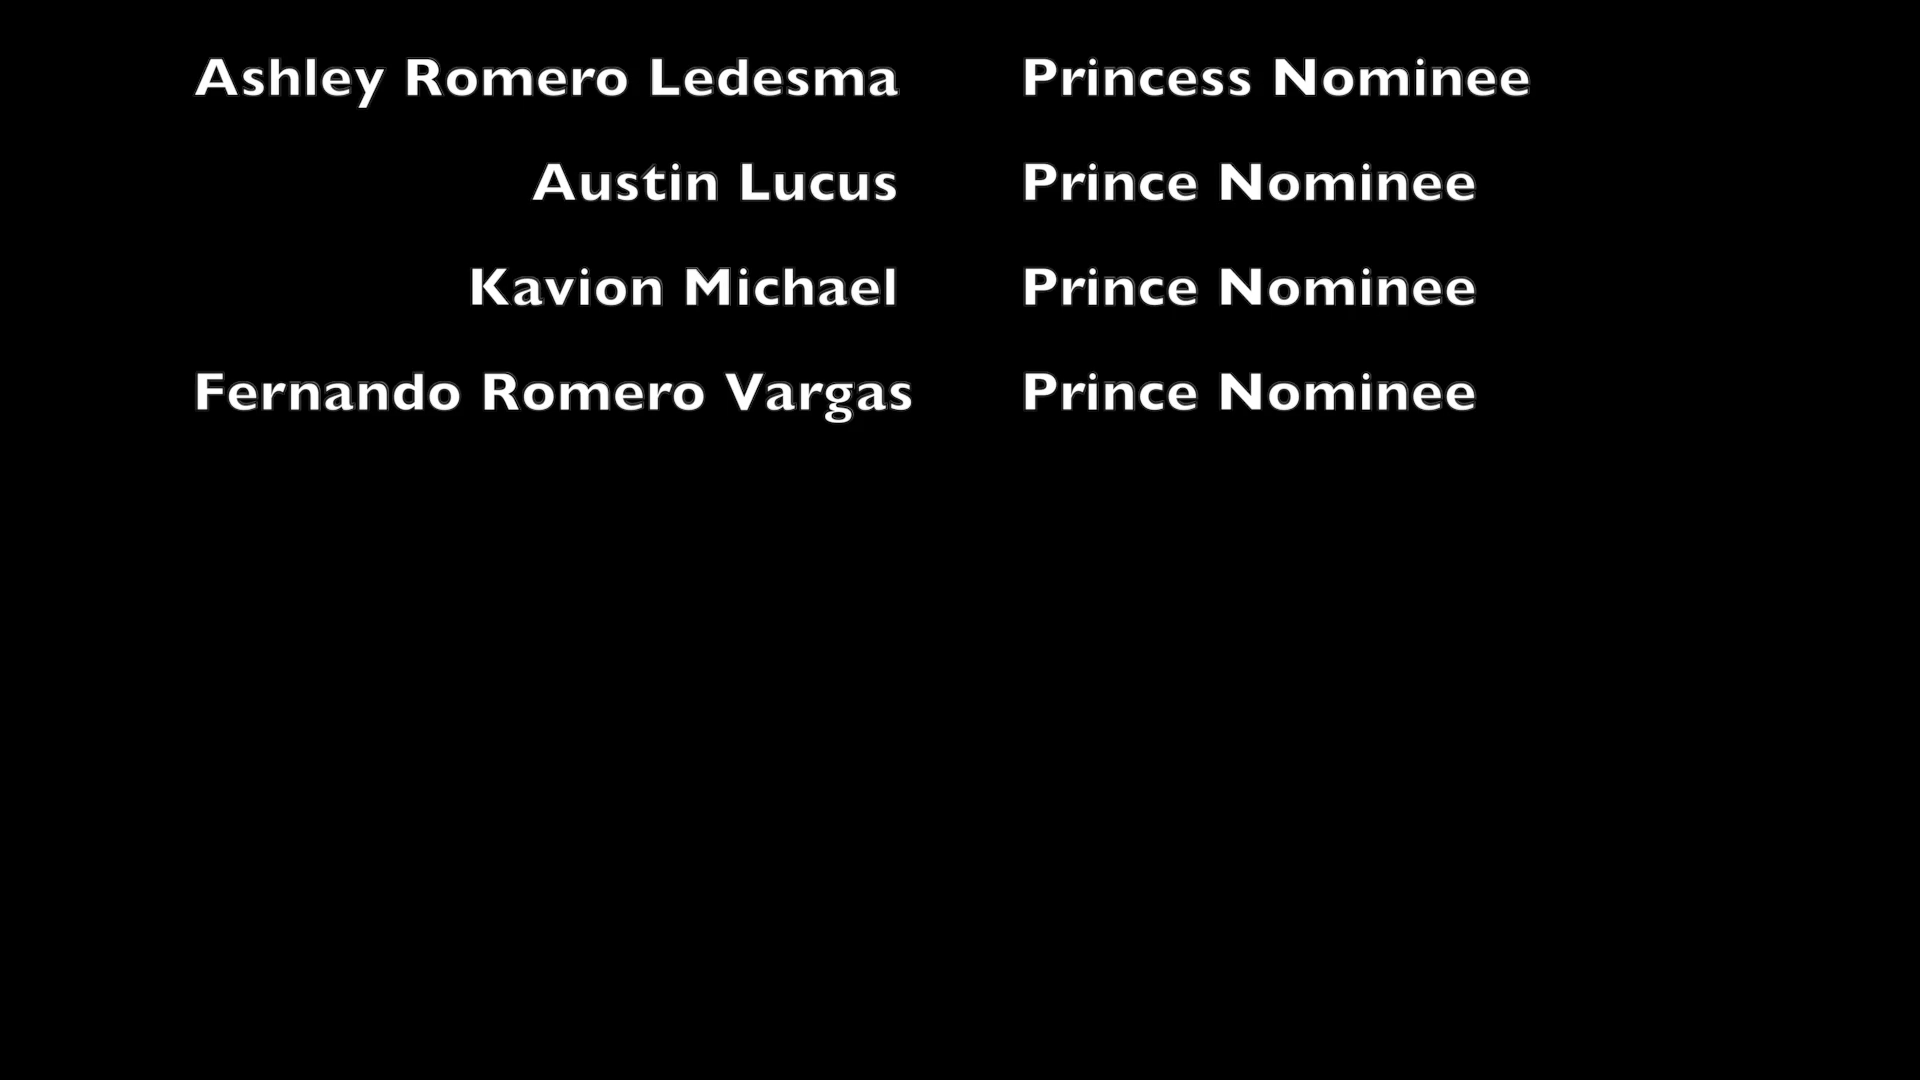 Ashley Romero Ledesma Princess Nominee
Austin Lucus Prince Nominee
Kavion Michael Prince Nominee
Fernando Romero Vargas Prince Nominee